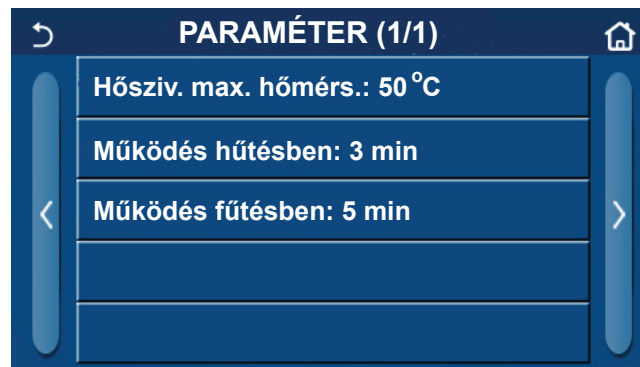 PARAMÉTER (1/1)
Hősziv. max. hőmérs.: 50 °C
Működés hűtésben: 3 min
Működés fűtésben: 5 min